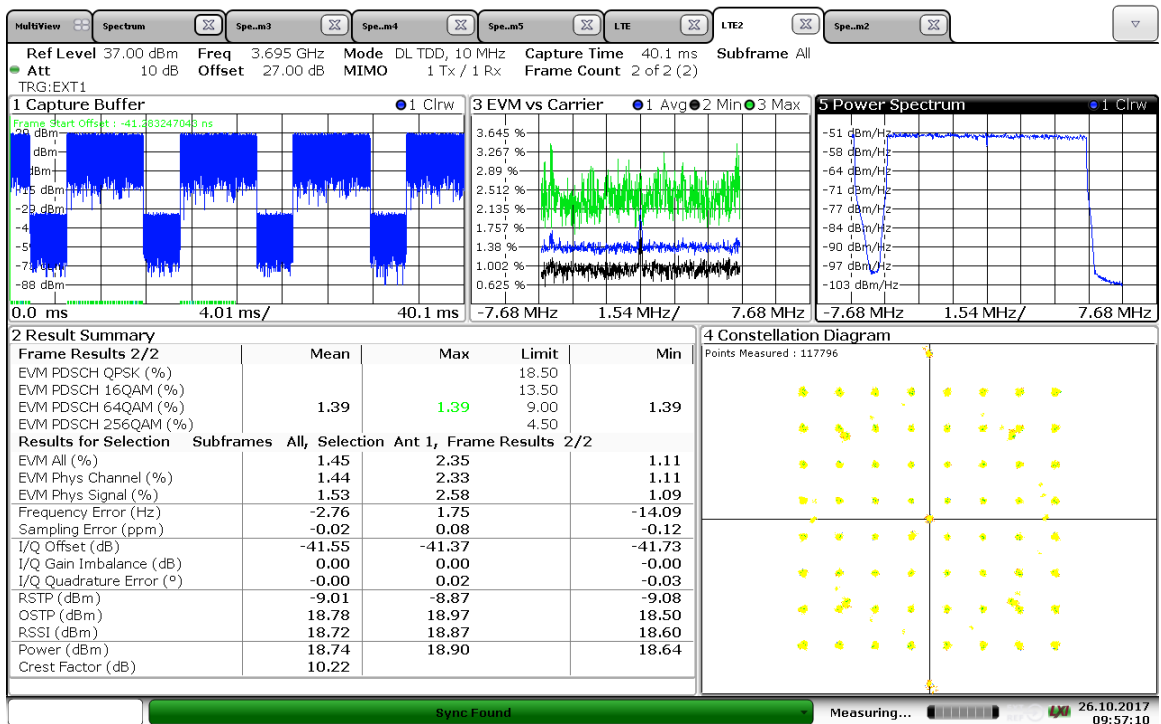 MultiView Spectrum Spe..m3 Spe..m4 Spe..m5 LTE LTE2 Spe..m2
Ref Level 37.00 dBm Freq 3.695 GHz Mode DL TDD, 10 MHz Capture Time 40.1 ms Subframe All
Att 10 dB Offset 27.00 dB MIMO 1 Tx / 1 Rx Frame Count 2 of 2 (2)
TRG:EXT1
1 Capture Buffer 1 Clrw
Frame Start Offset : -41.283247043 ns
dBm
dBm
-29 dBm
-88 dBm
0.0 ms 4.01 ms/ 40.1 ms
3 EVM vs Carrier 1 Avg 2 Min 3 Max
3.645 %
3.267 %
2.89 %
2.512 %
2.135 %
1.757 %
1.38 %
1.002 %
0.625 %
-7.68 MHz 1.54 MHz/ 7.68 MHz
5 Power Spectrum 1 Clrw
-51 dBm/Hz
-58 dBm/Hz
-64 dBm/Hz
-71 dBm/Hz
-77 dBm/Hz
-84 dBm/Hz
-90 dBm/Hz
-97 dBm/Hz
-103 dBm/Hz
-7.68 MHz 1.54 MHz/ 7.68 MHz
2 Result Summary
Frame Results 2/2 Mean Max Limit Min
EVM PDSCH QPSK (%) 18.50
EVM PDSCH 16QAM (%) 13.50
EVM PDSCH 64QAM (%) 1.39 1.39 9.00 1.39
EVM PDSCH 256QAM (%) 4.50
Results for Selection Subframes All, Selection Ant 1, Frame Results 2/2
EVM All (%) 1.45 2.35 1.11
EVM Phys Channel (%) 1.44 2.33 1.11
EVM Phys Signal (%) 1.53 2.58 1.09
Frequency Error (Hz) -2.76 1.75 -14.09
Sampling Error (ppm) -0.02 0.08 -0.12
I/Q Offset (dB) -41.55 -41.37 -41.73
I/Q Gain Imbalance (dB) 0.00 0.00 -0.00
I/Q Quadrature Error (°) -0.00 0.02 -0.03
RSTP (dBm) -9.01 -8.87 -9.08
OSTP (dBm) 18.78 18.97 18.50
RSSI (dBm) 18.72 18.87 18.60
Power (dBm) 18.74 18.90 18.64
Crest Factor (dB) 10.22
4 Constellation Diagram
Points Measured : 117796
Sync Found
Measuring...
LXI
26.10.2017
09:57:10